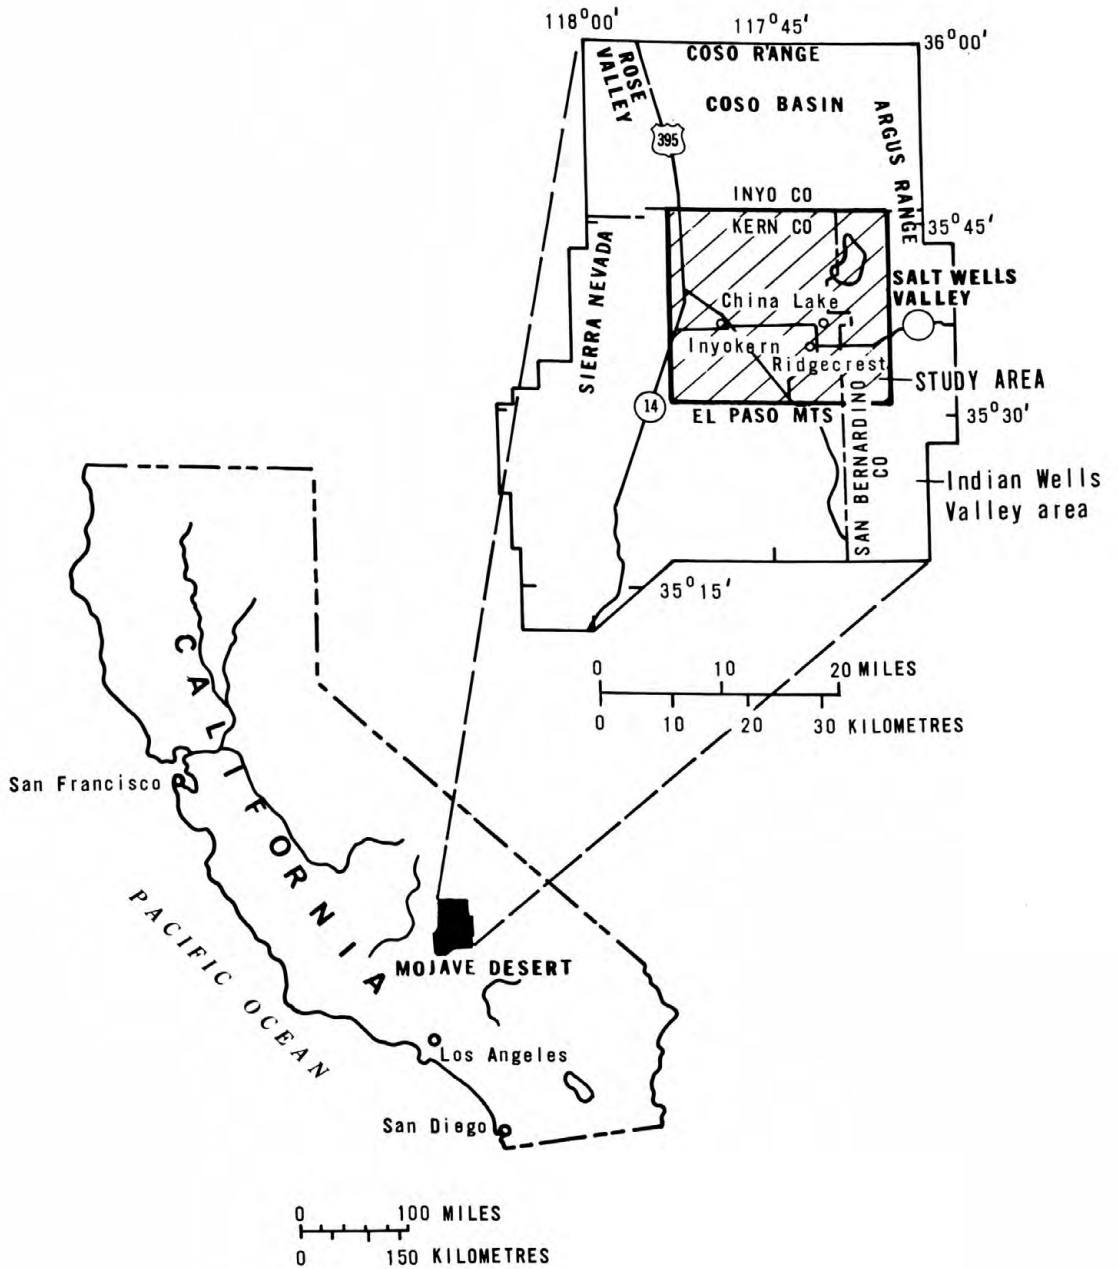 118°00'
117°45'
36°00'
ROSE
VALLEY
COSO RANGE
COSO BASIN
395
ARGUS RANGE
INYO CO
KERN CO
35°45'
SIERRA NEVADA
SALT WELLS
VALLEY
China Lake
Inyokern
Ridgecrest
STUDY AREA
14
EL PASO MTS
35°30'
SAN BERNARDINO
CO
Indian Wells
Valley area
35°15'
0 10 20 MILES
0 10 20 30 KILOMETRES
CALIFORNIA
San Francisco
PACIFIC OCEAN
MOJAVE DESERT
Los Angeles
San Diego
0 100 MILES
0 150 KILOMETRES